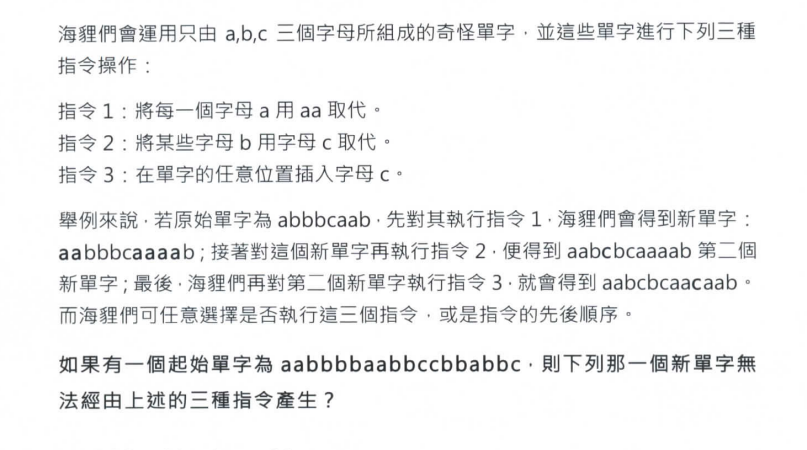 海貍們會運用只由 a,b,c 三個字母所組成的奇怪單字，並這些單字進行下列三種
指令操作：
指令 1：將每一個字母 a 用 aa 取代。
指令 2：將某些字母 b 用字母 c 取代。
指令 3：在單字的任意位置插入字母 c。
舉例來說，若原始單字為 abbbcaab，先對其執行指令 1，海貍們會得到新單字：
aabbbcaaaab；接著對這個新單字再執行指令 2，便得到 aabcbcaaaab 第二個
新單字；最後，海貍們再對第二個新單字執行指令 3，就會得到 aabcbcaacaab。
而海貍們可任意選擇是否執行這三個指令，或是指令的先後順序。
如果有一個起始單字為 aabbbbaabbccbbabbc，則下列那一個新單字無
法經由上述的三種指令產生？